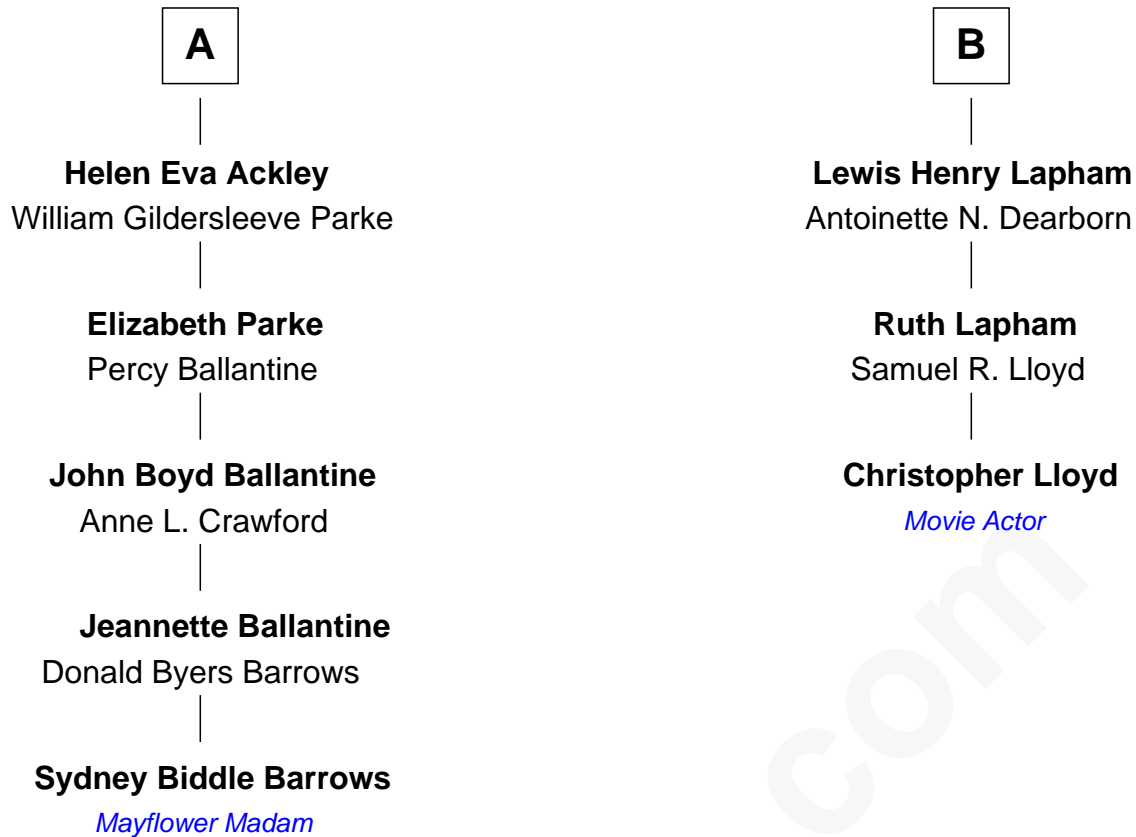 A
Helen Eva Ackley
William Gildersleeve Parke
Elizabeth Parke
Percy Ballantine
John Boyd Ballantine
Anne L. Crawford
Jeannette Ballantine
Donald Byers Barrows
Sydney Biddle Barrows
Mayflower Madam
B
Lewis Henry Lapham
Antoinette N. Dearborn
Ruth Lapham
Samuel R. Lloyd
Christopher Lloyd
Movie Actor
com